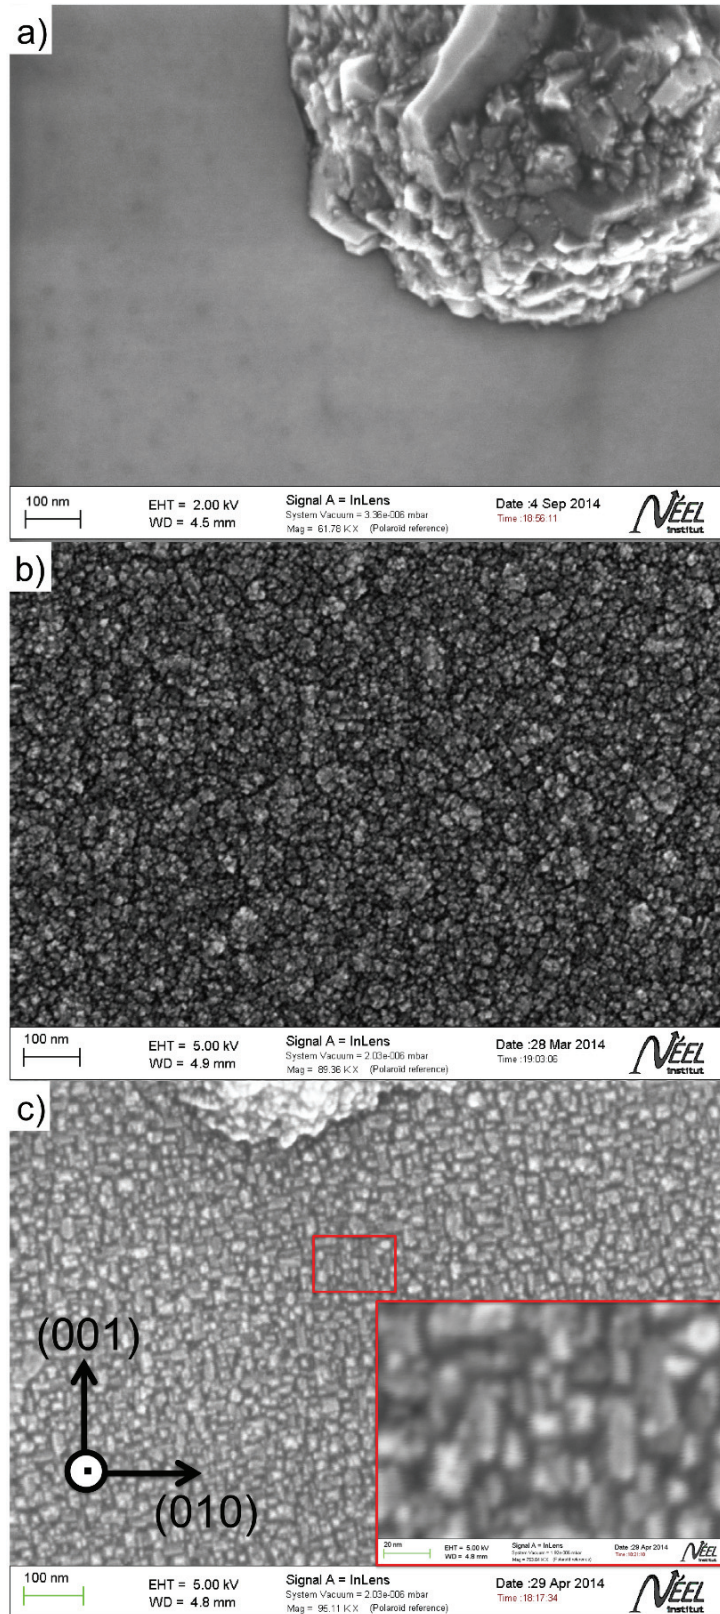 a)
100 nm
EHT = 2.00 kV
WD = 4.5 mm
Signal A = InLens
System Vacuum = 3.36e-006 mbar
Mag = 61.78 K X (Polaroid reference)
Date :4 Sep 2014
Time :18:56:11
NÉEL
institut
b)
100 nm
EHT = 5.00 kV
WD = 4.9 mm
Signal A = InLens
System Vacuum = 2.03e-006 mbar
Mag = 89.36 K X (Polaroid reference)
Date :28 Mar 2014
Time :19:03:06
NÉEL
institut
c)
(001)
(010)
20 nm
EHT = 5.00 kV
WD = 4.8 mm
Signal A = InLens
Date :29 Apr 2014
NÉEL
100 nm
EHT = 5.00 kV
WD = 4.8 mm
Signal A = InLens
System Vacuum = 2.03e-006 mbar
Mag = 95.11 K X (Polaroid reference)
Date :29 Apr 2014
Time :18:17:34
NÉEL
institut